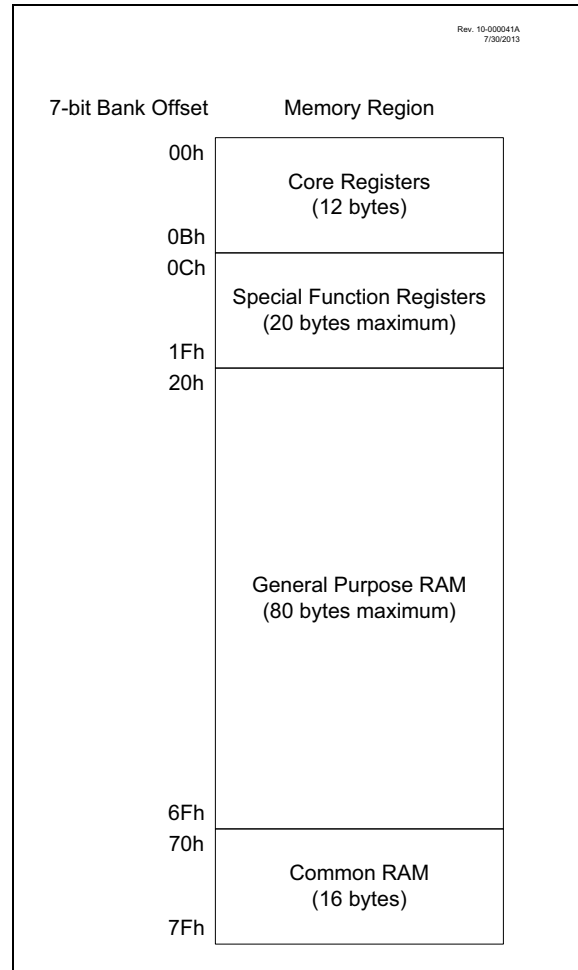 Rev. 10-000041A
7/30/2013
7-bit Bank Offset
Memory Region
00h
Core Registers
(12 bytes)
0Bh
0Ch
Special Function Registers
(20 bytes maximum)
1Fh
20h
General Purpose RAM
(80 bytes maximum)
6Fh
70h
Common RAM
(16 bytes)
7Fh